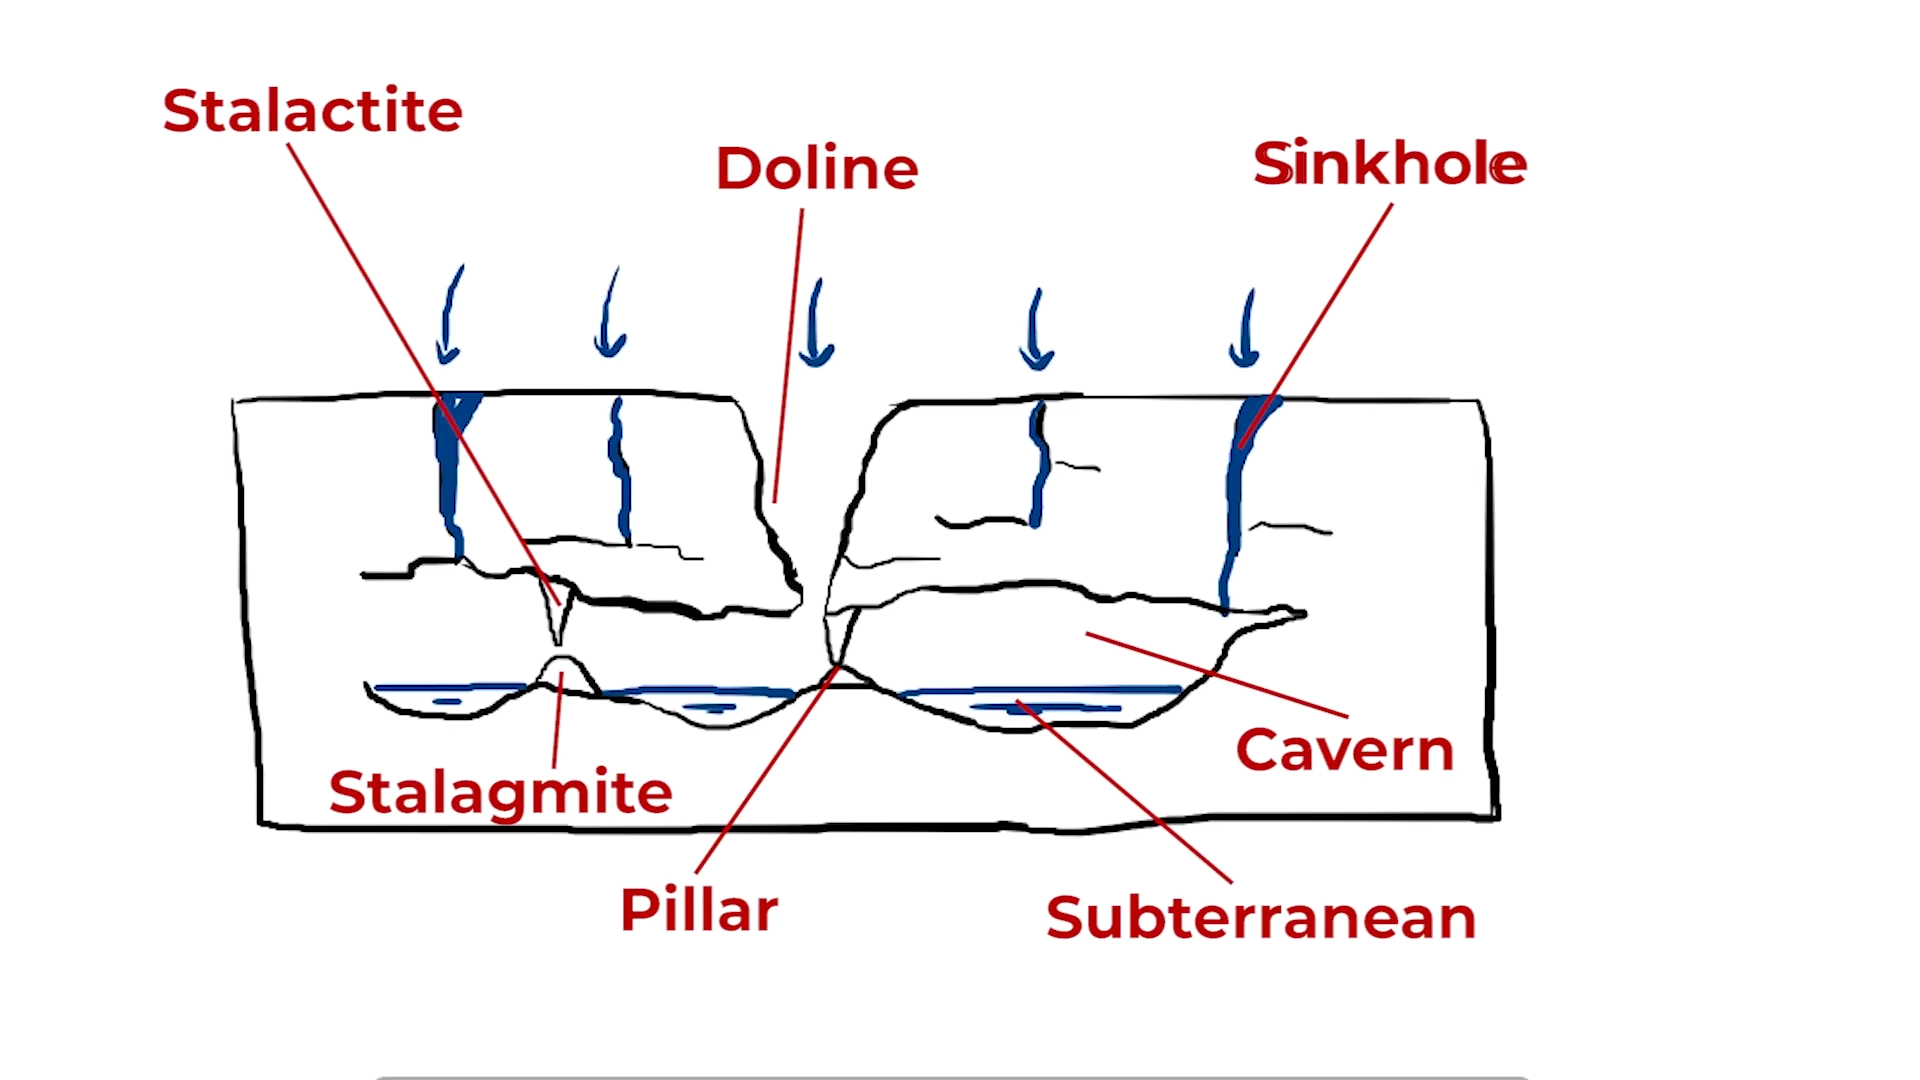 Stalactite
Doline
Sinkhole
Cavern
Stalagmite
Pillar
Subterranean